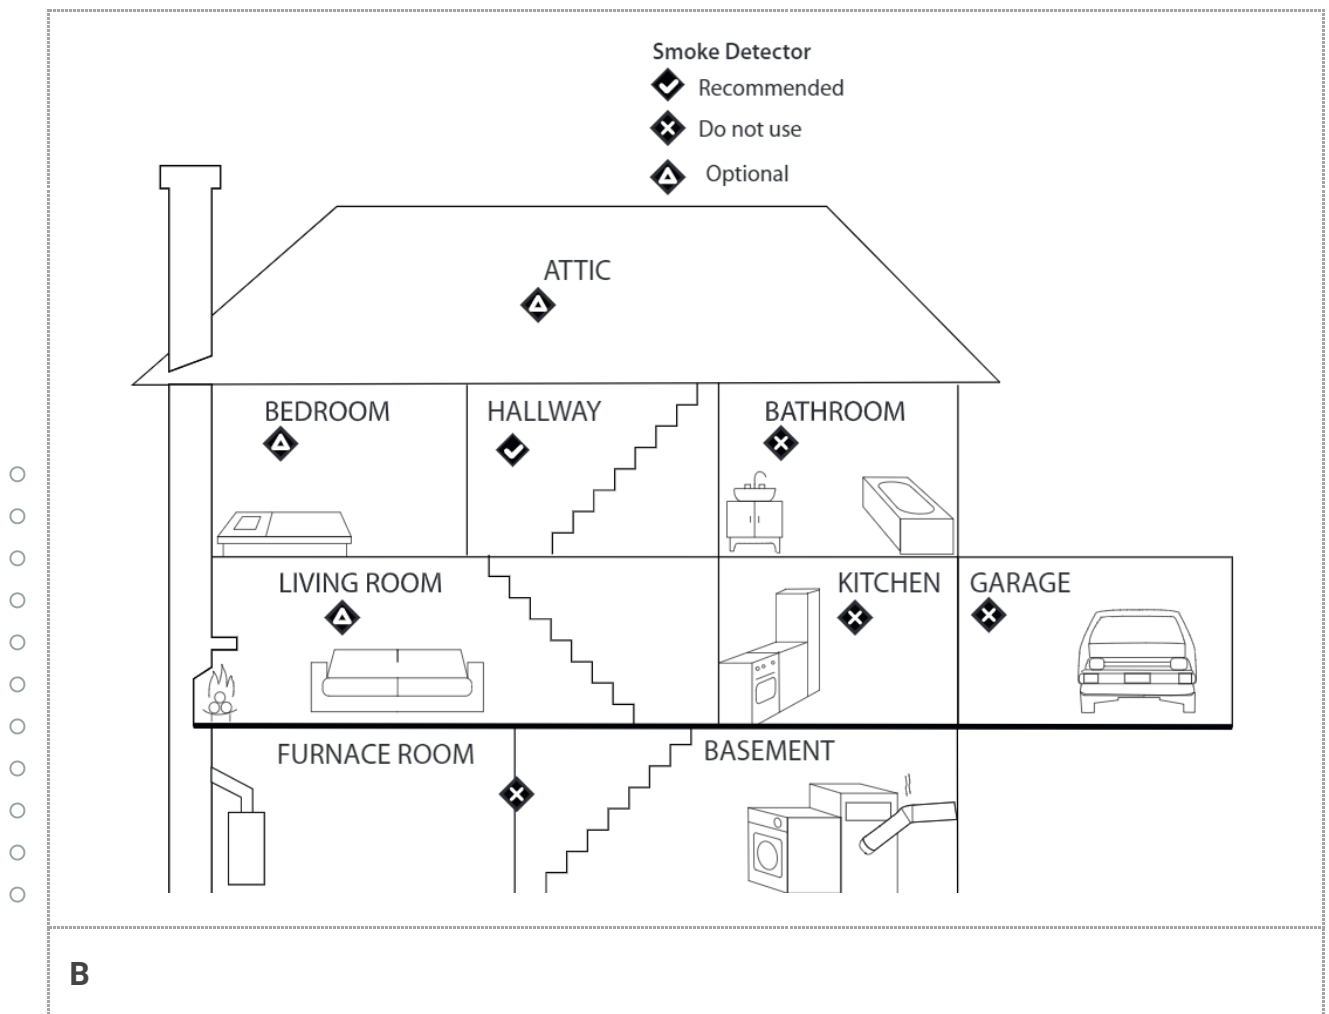 Smoke Detector
Recommended
Do not use
Optional
ATTIC
BEDROOM
HALLWAY
BATHROOM
LIVING ROOM
KITCHEN
GARAGE
FURNACE ROOM
BASEMENT
B